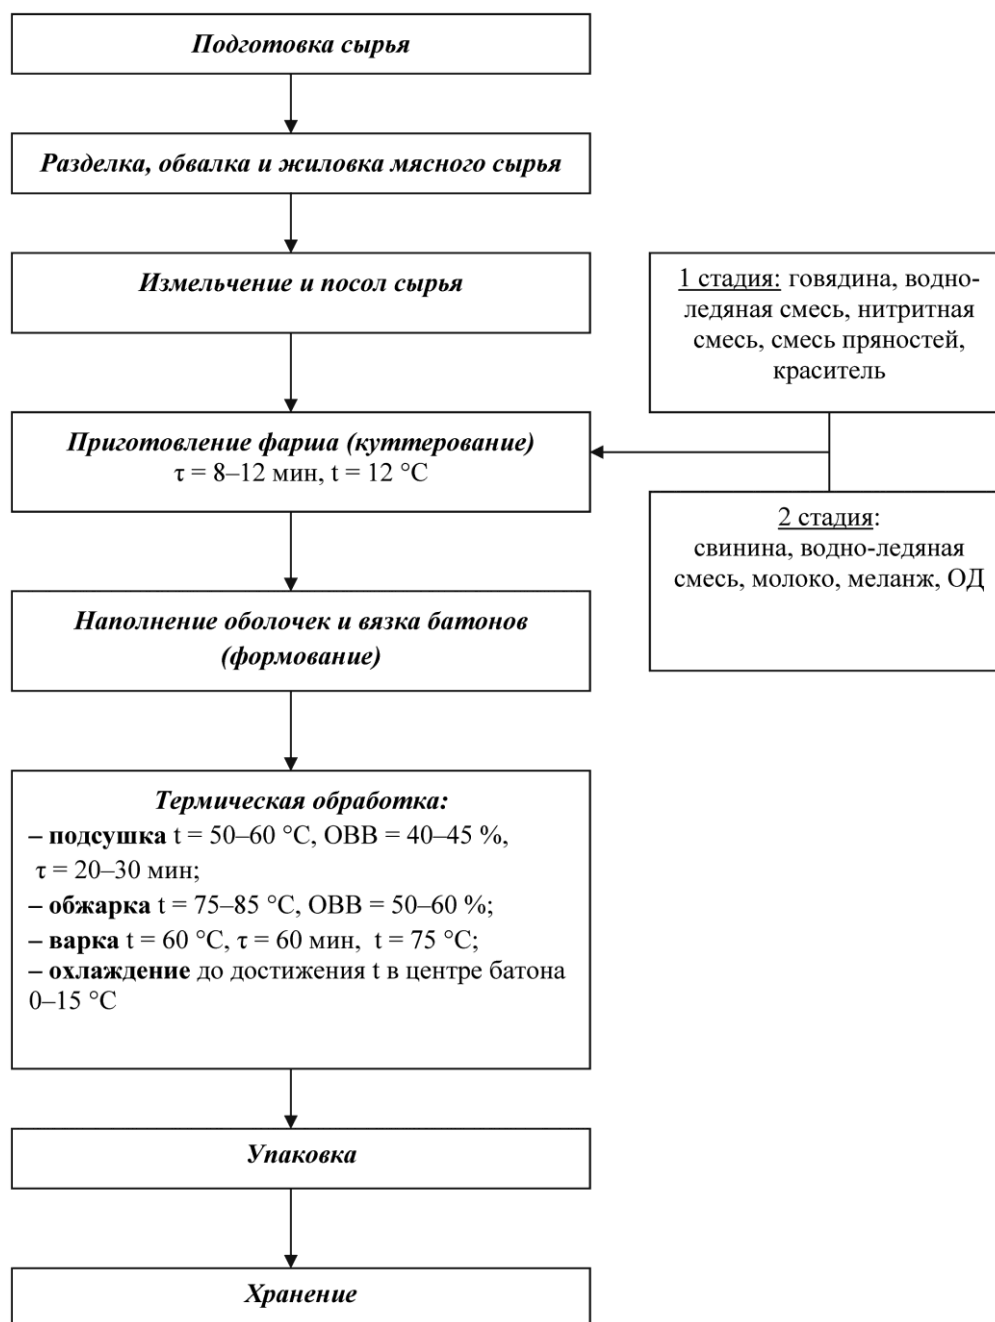 Подготовка сырья
Разделка, обвалка и жиловка мясного сырья
Измельчение и посол сырья
1 стадия: говядина, водно-
ледяная смесь, нитритная
смесь, смесь пряностей,
краситель
Приготовление фарша (куттерование)
τ = 8–12 мин, t = 12 °C
2 стадия:
свинина, водно-ледяная
смесь, молоко, меланж, ОД
Наполнение оболочек и вязка батонов
(формование)
Термическая обработка:
– подсушка t = 50–60 °C, ОВВ = 40–45 %,
τ = 20–30 мин;
– обжарка t = 75–85 °C, ОВВ = 50–60 %;
– варка t = 60 °C, τ = 60 мин, t = 75 °C;
– охлаждение до достижения t в центре батона
0–15 °C
Упаковка
Хранение